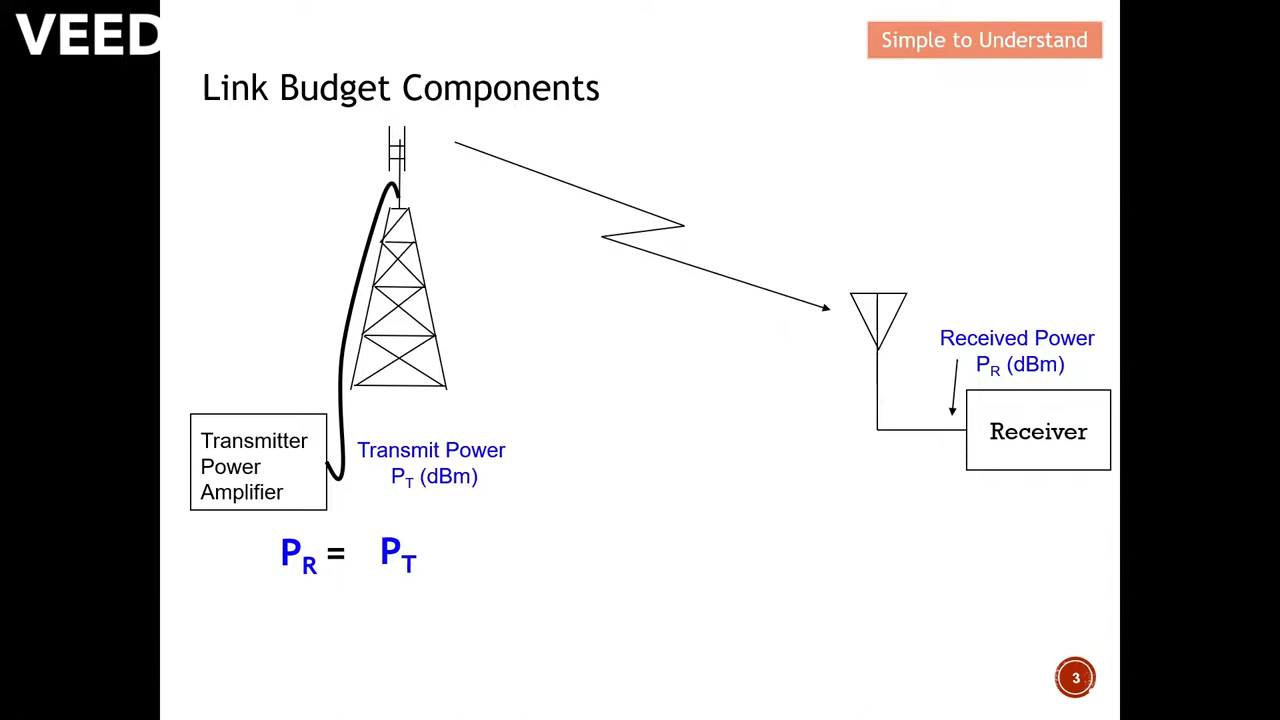 VEED
Simple to Understand
Link Budget Components
Received Power
PR (dBm)
Transmitter
Power
Amplifier
Transmit Power
PT (dBm)
Receiver
PR = PT
3